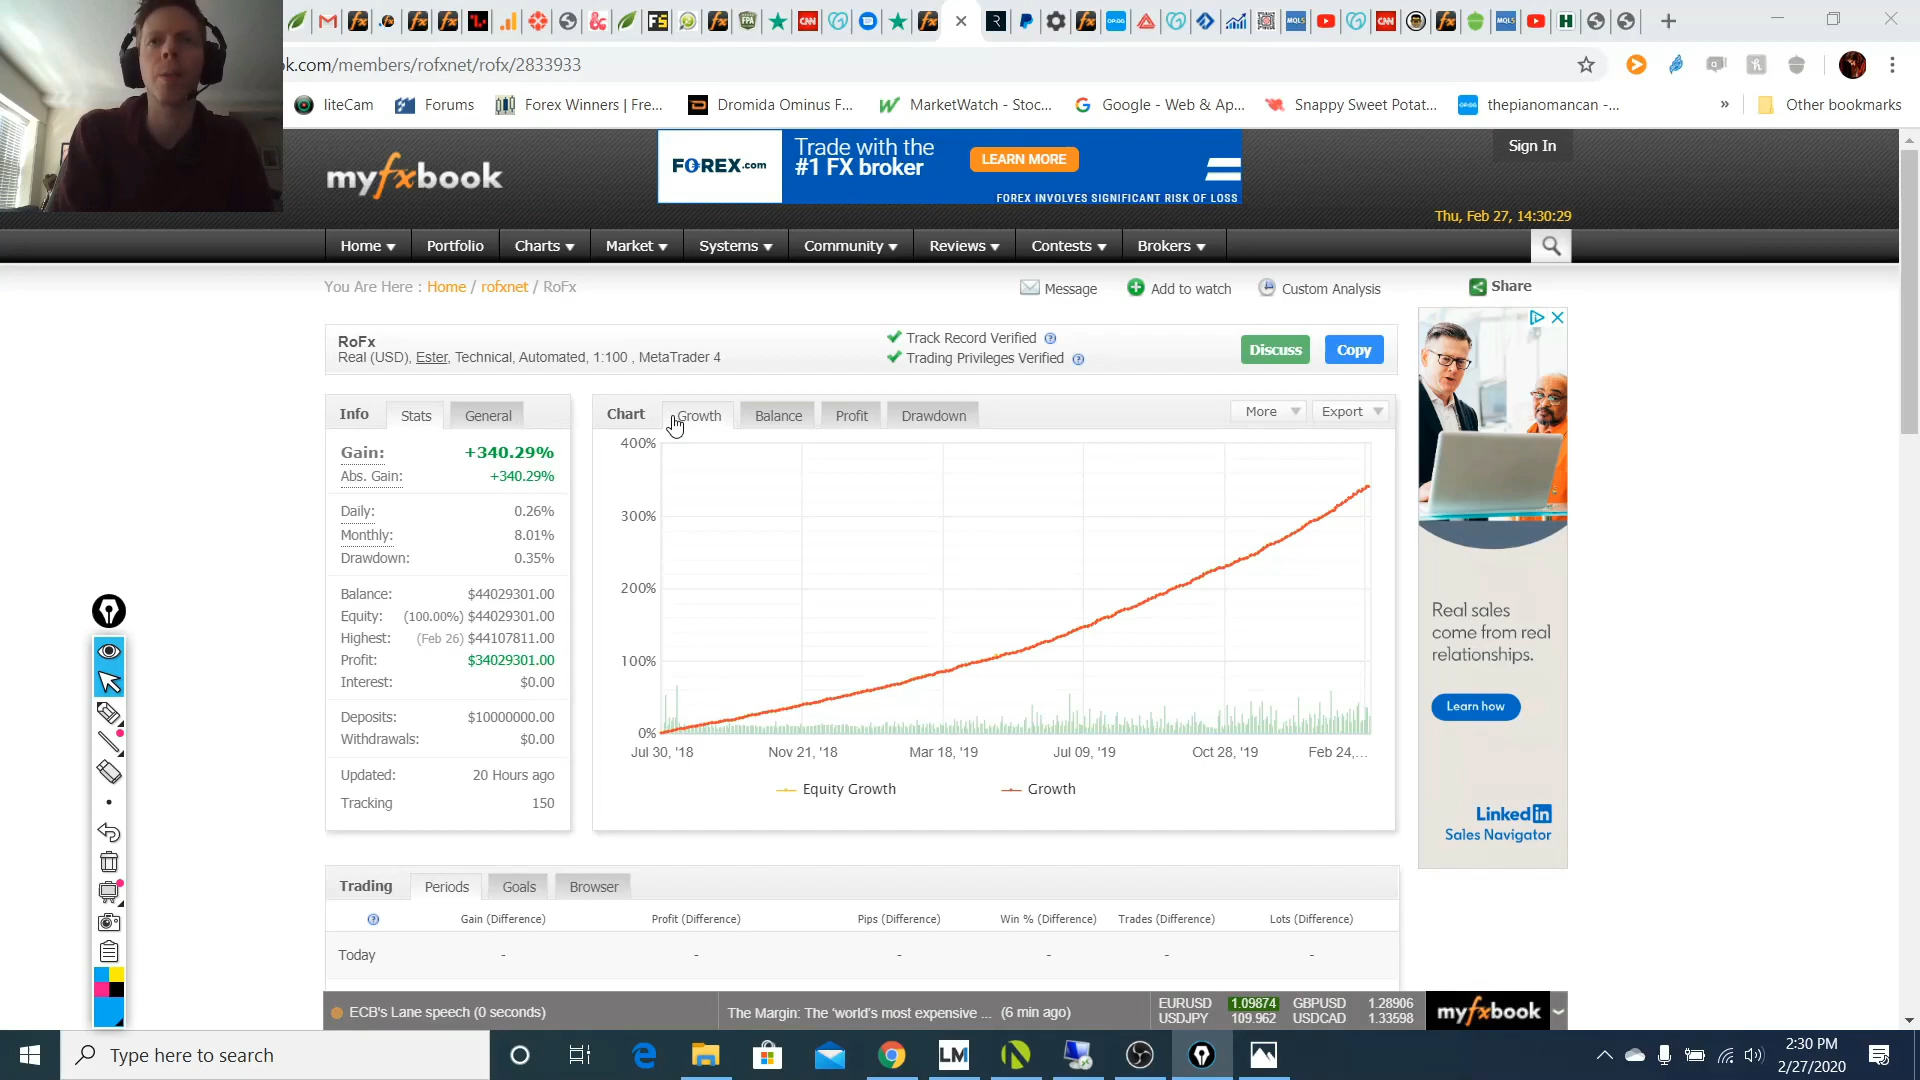 k.com/members/rofxnet/rofx/2833933
liteCam
Forums
Forex Winners | Fre...
Dromida Ominus F...
MarketWatch - Stoc...
Google - Web & Ap...
Snappy Sweet Potat...
thepianomancan -...
»
Other bookmarks
myfxbook
FOREX.com
Trade with the
#1 FX broker
LEARN MORE
FOREX INVOLVES SIGNIFICANT RISK OF LOSS
Sign In
Thu, Feb 27, 14:30:29
Home
Portfolio
Charts
Market
Systems
Community
Reviews
Contests
Brokers
You Are Here : Home / rofxnet / RoFx
Message
Add to watch
Custom Analysis
Share
RoFx
Real (USD), Ester, Technical, Automated, 1:100 , MetaTrader 4
Track Record Verified
Trading Privileges Verified
Discuss
Copy
Info
Stats
General
Gain: +340.29%
Abs. Gain: +340.29%
Daily: 0.26%
Monthly: 8.01%
Drawdown: 0.35%
Balance: $44029301.00
Equity: (100.00%) $44029301.00
Highest: (Feb 26) $44107811.00
Profit: $34029301.00
Interest: $0.00
Deposits: $10000000.00
Withdrawals: $0.00
Updated: 20 Hours ago
Tracking 150
Chart
Growth
Balance
Profit
Drawdown
More
Export
400%
300%
200%
100%
0%
Jul 30, '18
Nov 21, '18
Mar 18, '19
Jul 09, '19
Oct 28, '19
Feb 24,...
Equity Growth
Growth
Real sales
come from real
relationships.
Learn how
Linkedin
Sales Navigator
Trading
Periods
Goals
Browser
Gain (Difference)
Profit (Difference)
Pips (Difference)
Win % (Difference)
Trades (Difference)
Lots (Difference)
Today - - - - - -
ECB's Lane speech (0 seconds)
The Margin: The 'world's most expensive ... (6 min ago)
EURUSD 1.09874 GBPUSD 1.28906
USDJPY 109.962 USDCAD 1.33598
myfxbook
Type here to search
LM
2:30 PM
2/27/2020